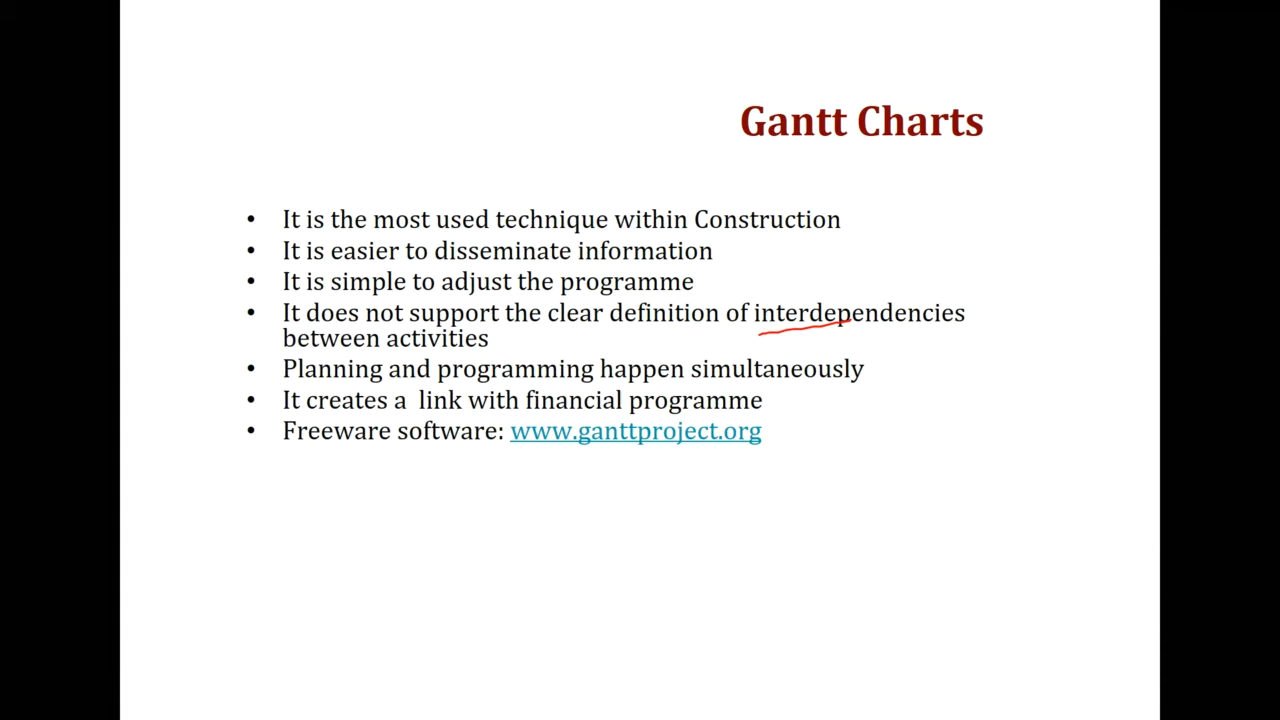 Gantt Charts
• It is the most used technique within Construction
• It is easier to disseminate information
• It is simple to adjust the programme
• It does not support the clear definition of interdependencies
between activities
• Planning and programming happen simultaneously
• It creates a  link with financial programme
• Freeware software: www.ganttproject.org